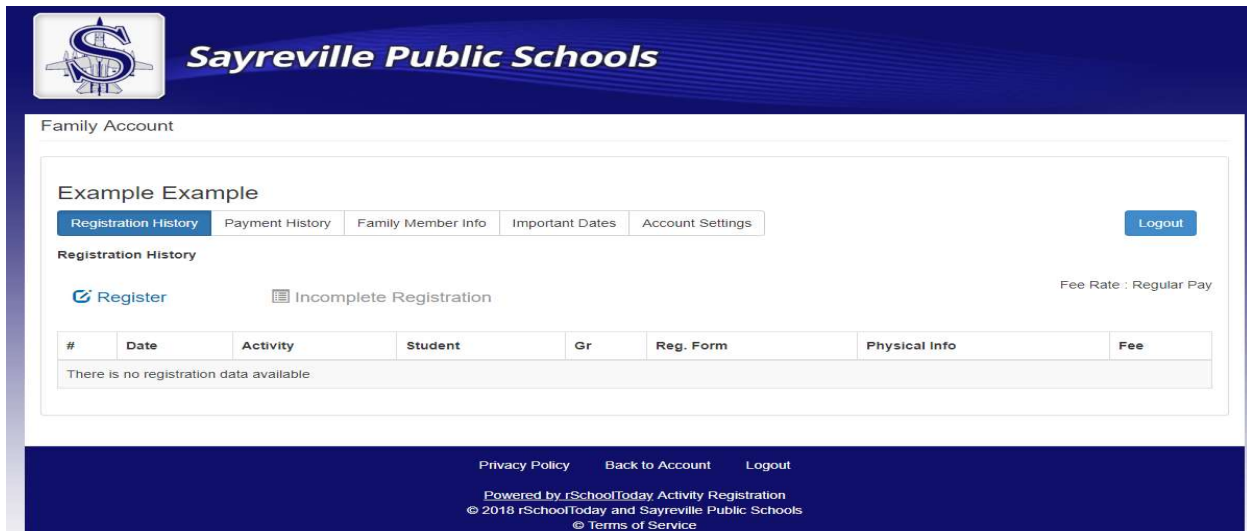 S
Sayreville Public Schools
Family Account
Example Example
Registration History Payment History Family Member Info Important Dates Account Settings Logout
Registration History
Register Incomplete Registration Fee Rate : Regular Pay
# Date Activity Student Gr Reg. Form Physical Info Fee
There is no registration data available
Privacy Policy Back to Account Logout
Powered by rSchoolToday Activity Registration
© 2018 rSchoolToday and Sayreville Public Schools
© Terms of Service